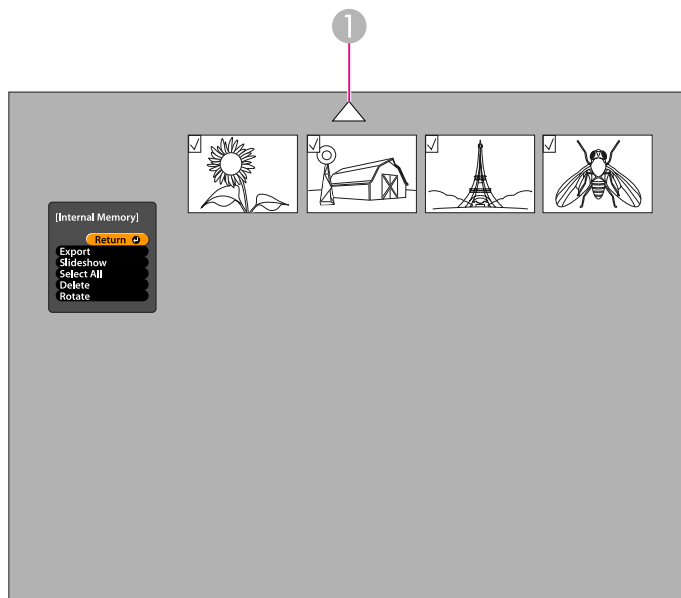 1
[Internal Memory]
Return
Export
Slideshow
Select All
Delete
Rotate